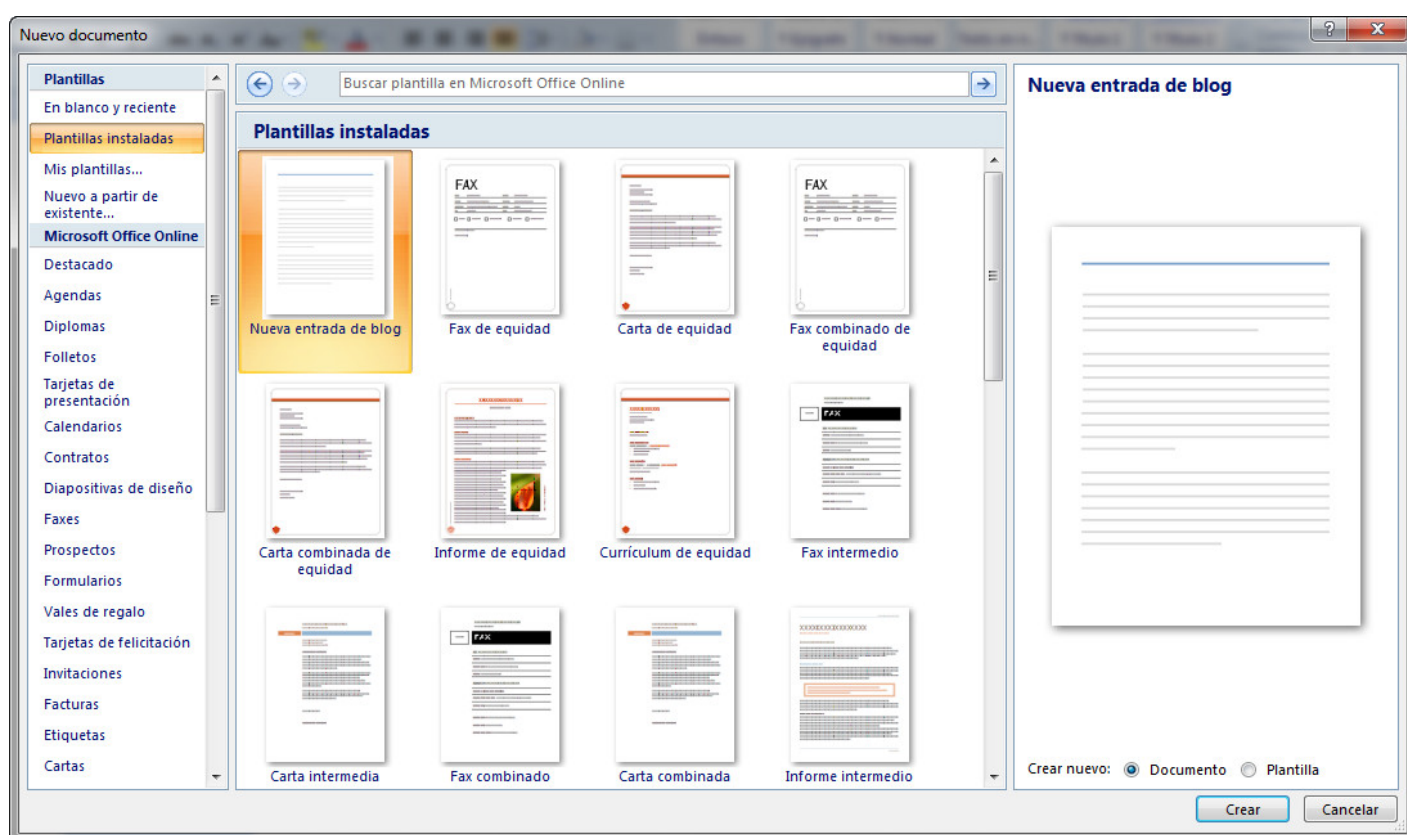 Nuevo documento
Plantillas
En blanco y reciente
Plantillas instaladas
Mis plantillas...
Nuevo a partir de
existente...
Microsoft Office Online
Destacado
Agendas
Diplomas
Folletos
Tarjetas de
presentación
Calendarios
Contratos
Diapositivas de diseño
Faxes
Prospectos
Formularios
Vales de regalo
Tarjetas de felicitación
Invitaciones
Facturas
Etiquetas
Cartas
Buscar plantilla en Microsoft Office Online
Plantillas instaladas
Nueva entrada de blog
FAX
Fax de equidad
Carta de equidad
FAX
Fax combinado de
equidad
Carta combinada de
equidad
Informe de equidad
Currículum de equidad
FAX
Fax intermedio
Carta intermedia
FAX
Fax combinado
Carta combinada
Informe intermedio
Nueva entrada de blog
Crear nuevo: Documento Plantilla
Crear Cancelar